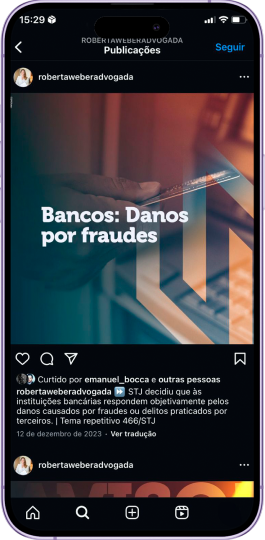 15:29
ROBERTAWEBERADVOGADA
Publicações
Seguir
robertaweberadvogada
Bancos: Danos
por fraudes
Curtido por emanuel_bocca e outras pessoas
robertaweberadvogada ⏩ STJ decidiu que às
instituições bancárias respondem objetivamente pelos
danos causados por fraudes ou delitos praticados por
terceiros. | Tema repetitivo 466/STJ
12 de dezembro de 2023 · Ver tradução
robertaweberadvogada